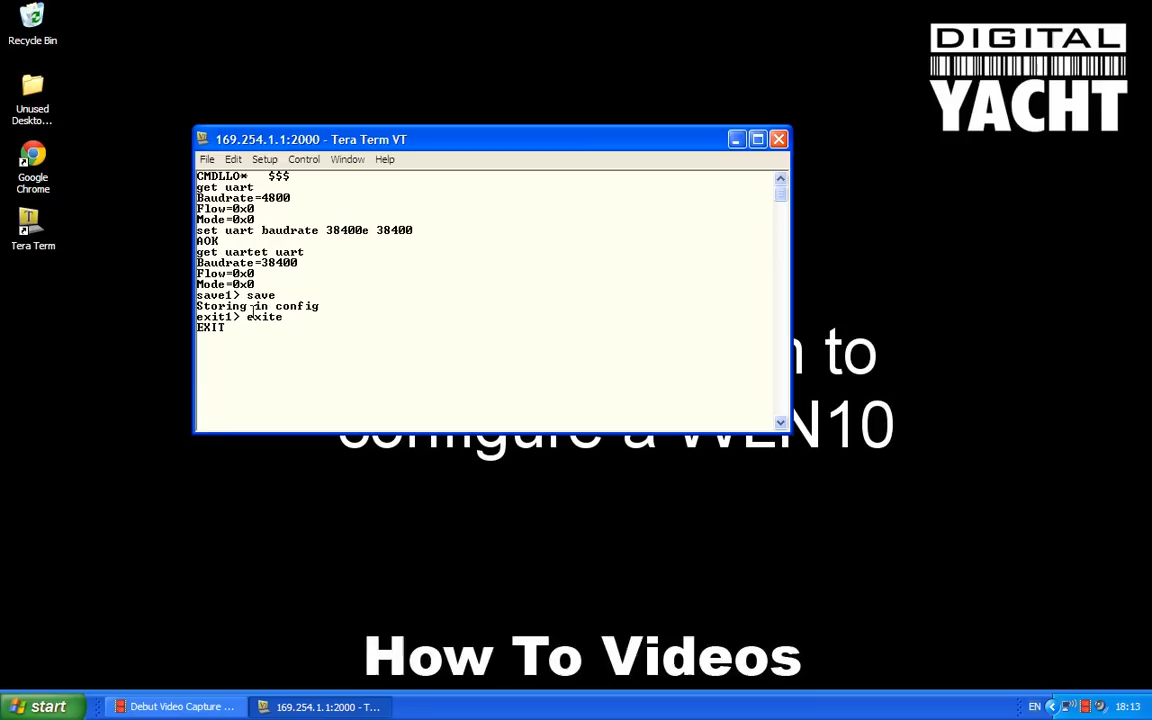 Recycle Bin
Unused
Deskto...
Google
Chrome
Tera Term
DIGITAL
YACHT
169.254.1.1:2000 - Tera Term VT
File Edit Setup Control Window Help
CMDLLO* $$$
get uart
Baudrate=4800
Flow=0x0
Mode=0x0
set uart baudrate 38400e 38400
AOK
get uartet uart
Baudrate=38400
Flow=0x0
Mode=0x0
save1> save
Storing in config
exit1> exite
EXIT
to
configure a WLN10
How To Videos
start
Debut Video Capture ...
169.254.1.1:2000 - T...
EN
18:13